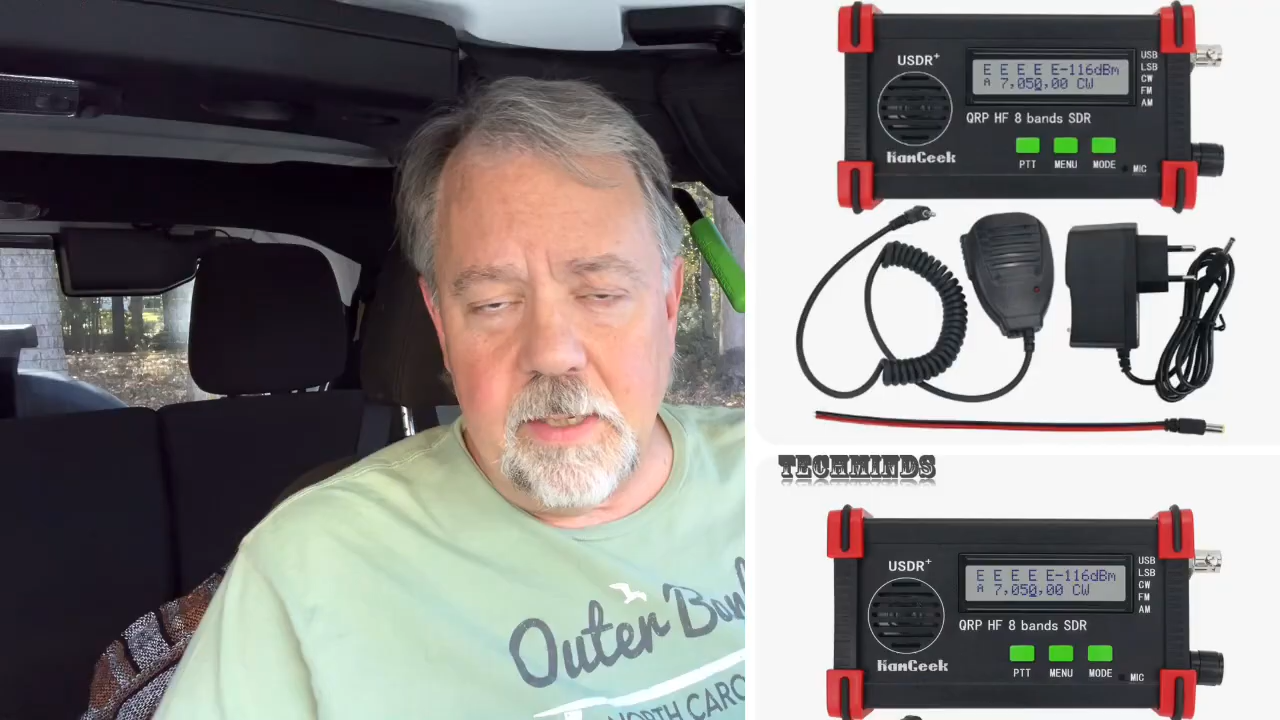 Outer Ban
NORTH CARO
USDR+
E E E E E-116dBm
A 7,050,00 CW
USB
LSB
CW
FM
AM
QRP HF 8 bands SDR
HanGeek
PTT MENU MODE
MIC
TECHMINDS
USDR+
E E E E E-116dBm
A 7,050,00 CW
USB
LSB
CW
FM
AM
QRP HF 8 bands SDR
HanGeek
PTT MENU MODE
MIC